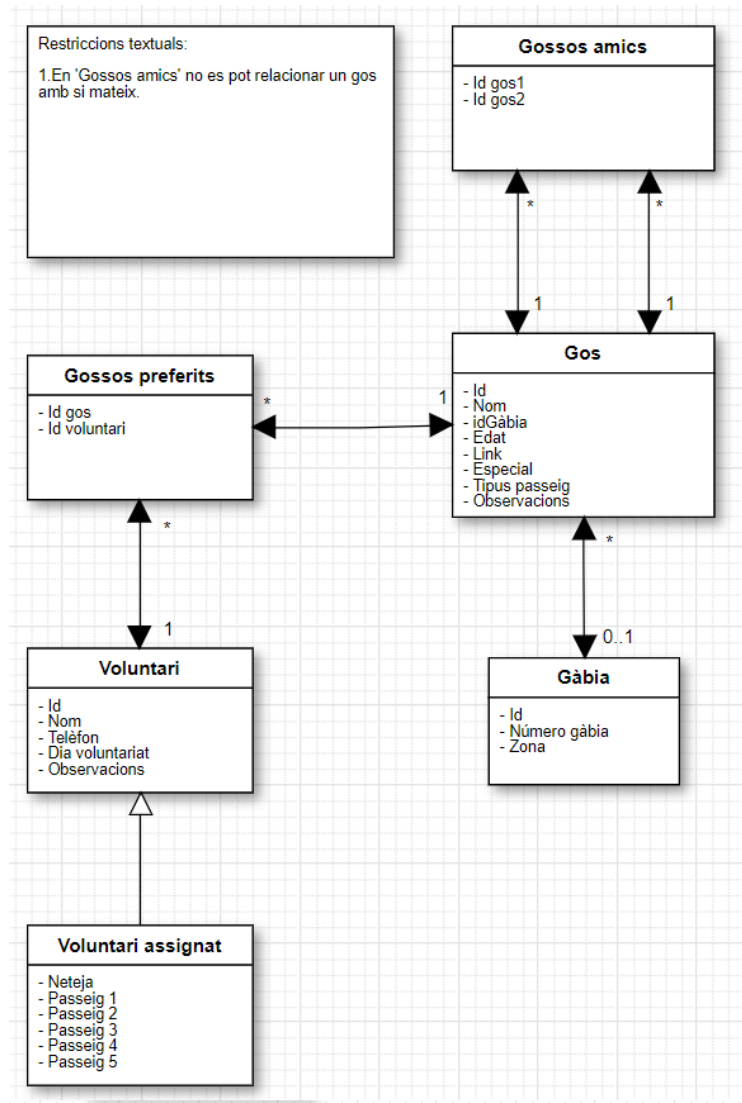 Restriccions textuals:
1.En 'Gossos amics' no es pot relacionar un gos
amb si mateix.
Gossos amics
- Id gos1
- Id gos2
*
*
1
1
Gos
- Id
- Nom
- idGàbia
- Edat
- Link
- Especial
- Tipus passeig
- Observacions
Gossos preferits
- Id gos
- Id voluntari
*
1
*
1
*
0..1
Voluntari
- Id
- Nom
- Telèfon
- Dia voluntariat
- Observacions
Gàbia
- Id
- Número gàbia
- Zona
Voluntari assignat
- Neteja
- Passeig 1
- Passeig 2
- Passeig 3
- Passeig 4
- Passeig 5